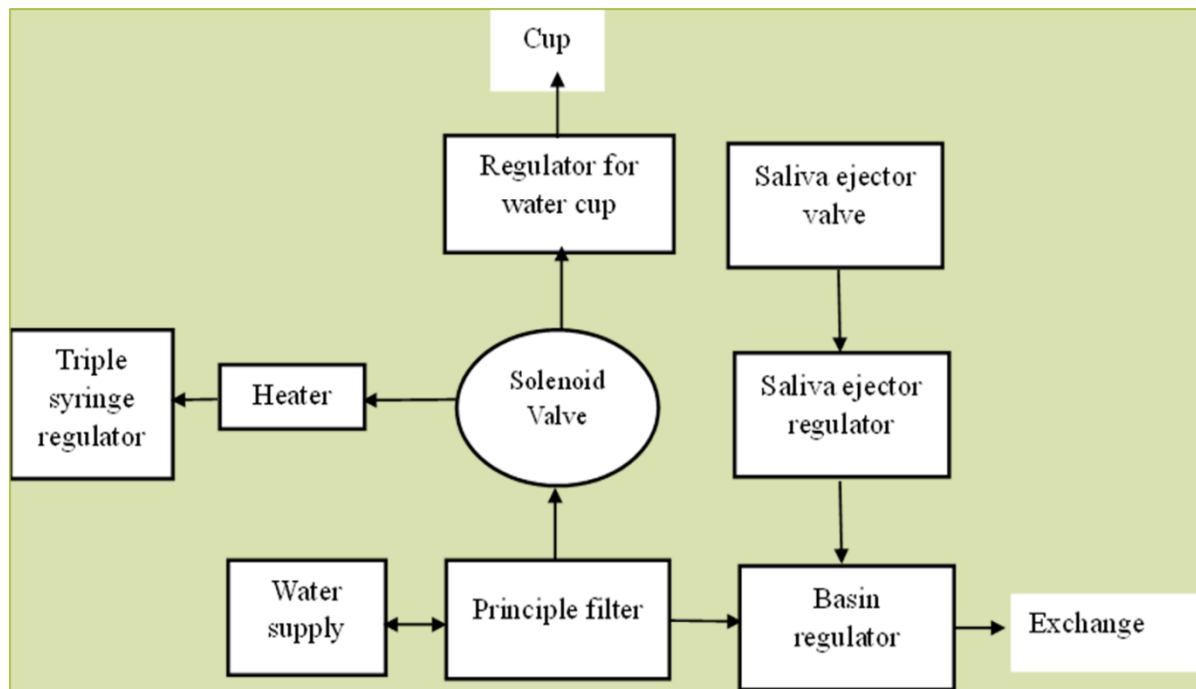 Cup
Regulator for
water cup
Saliva ejector
valve
Triple
syringe
regulator
Heater
Solenoid
Valve
Saliva ejector
regulator
Water
supply
Principle filter
Basin
regulator
Exchange